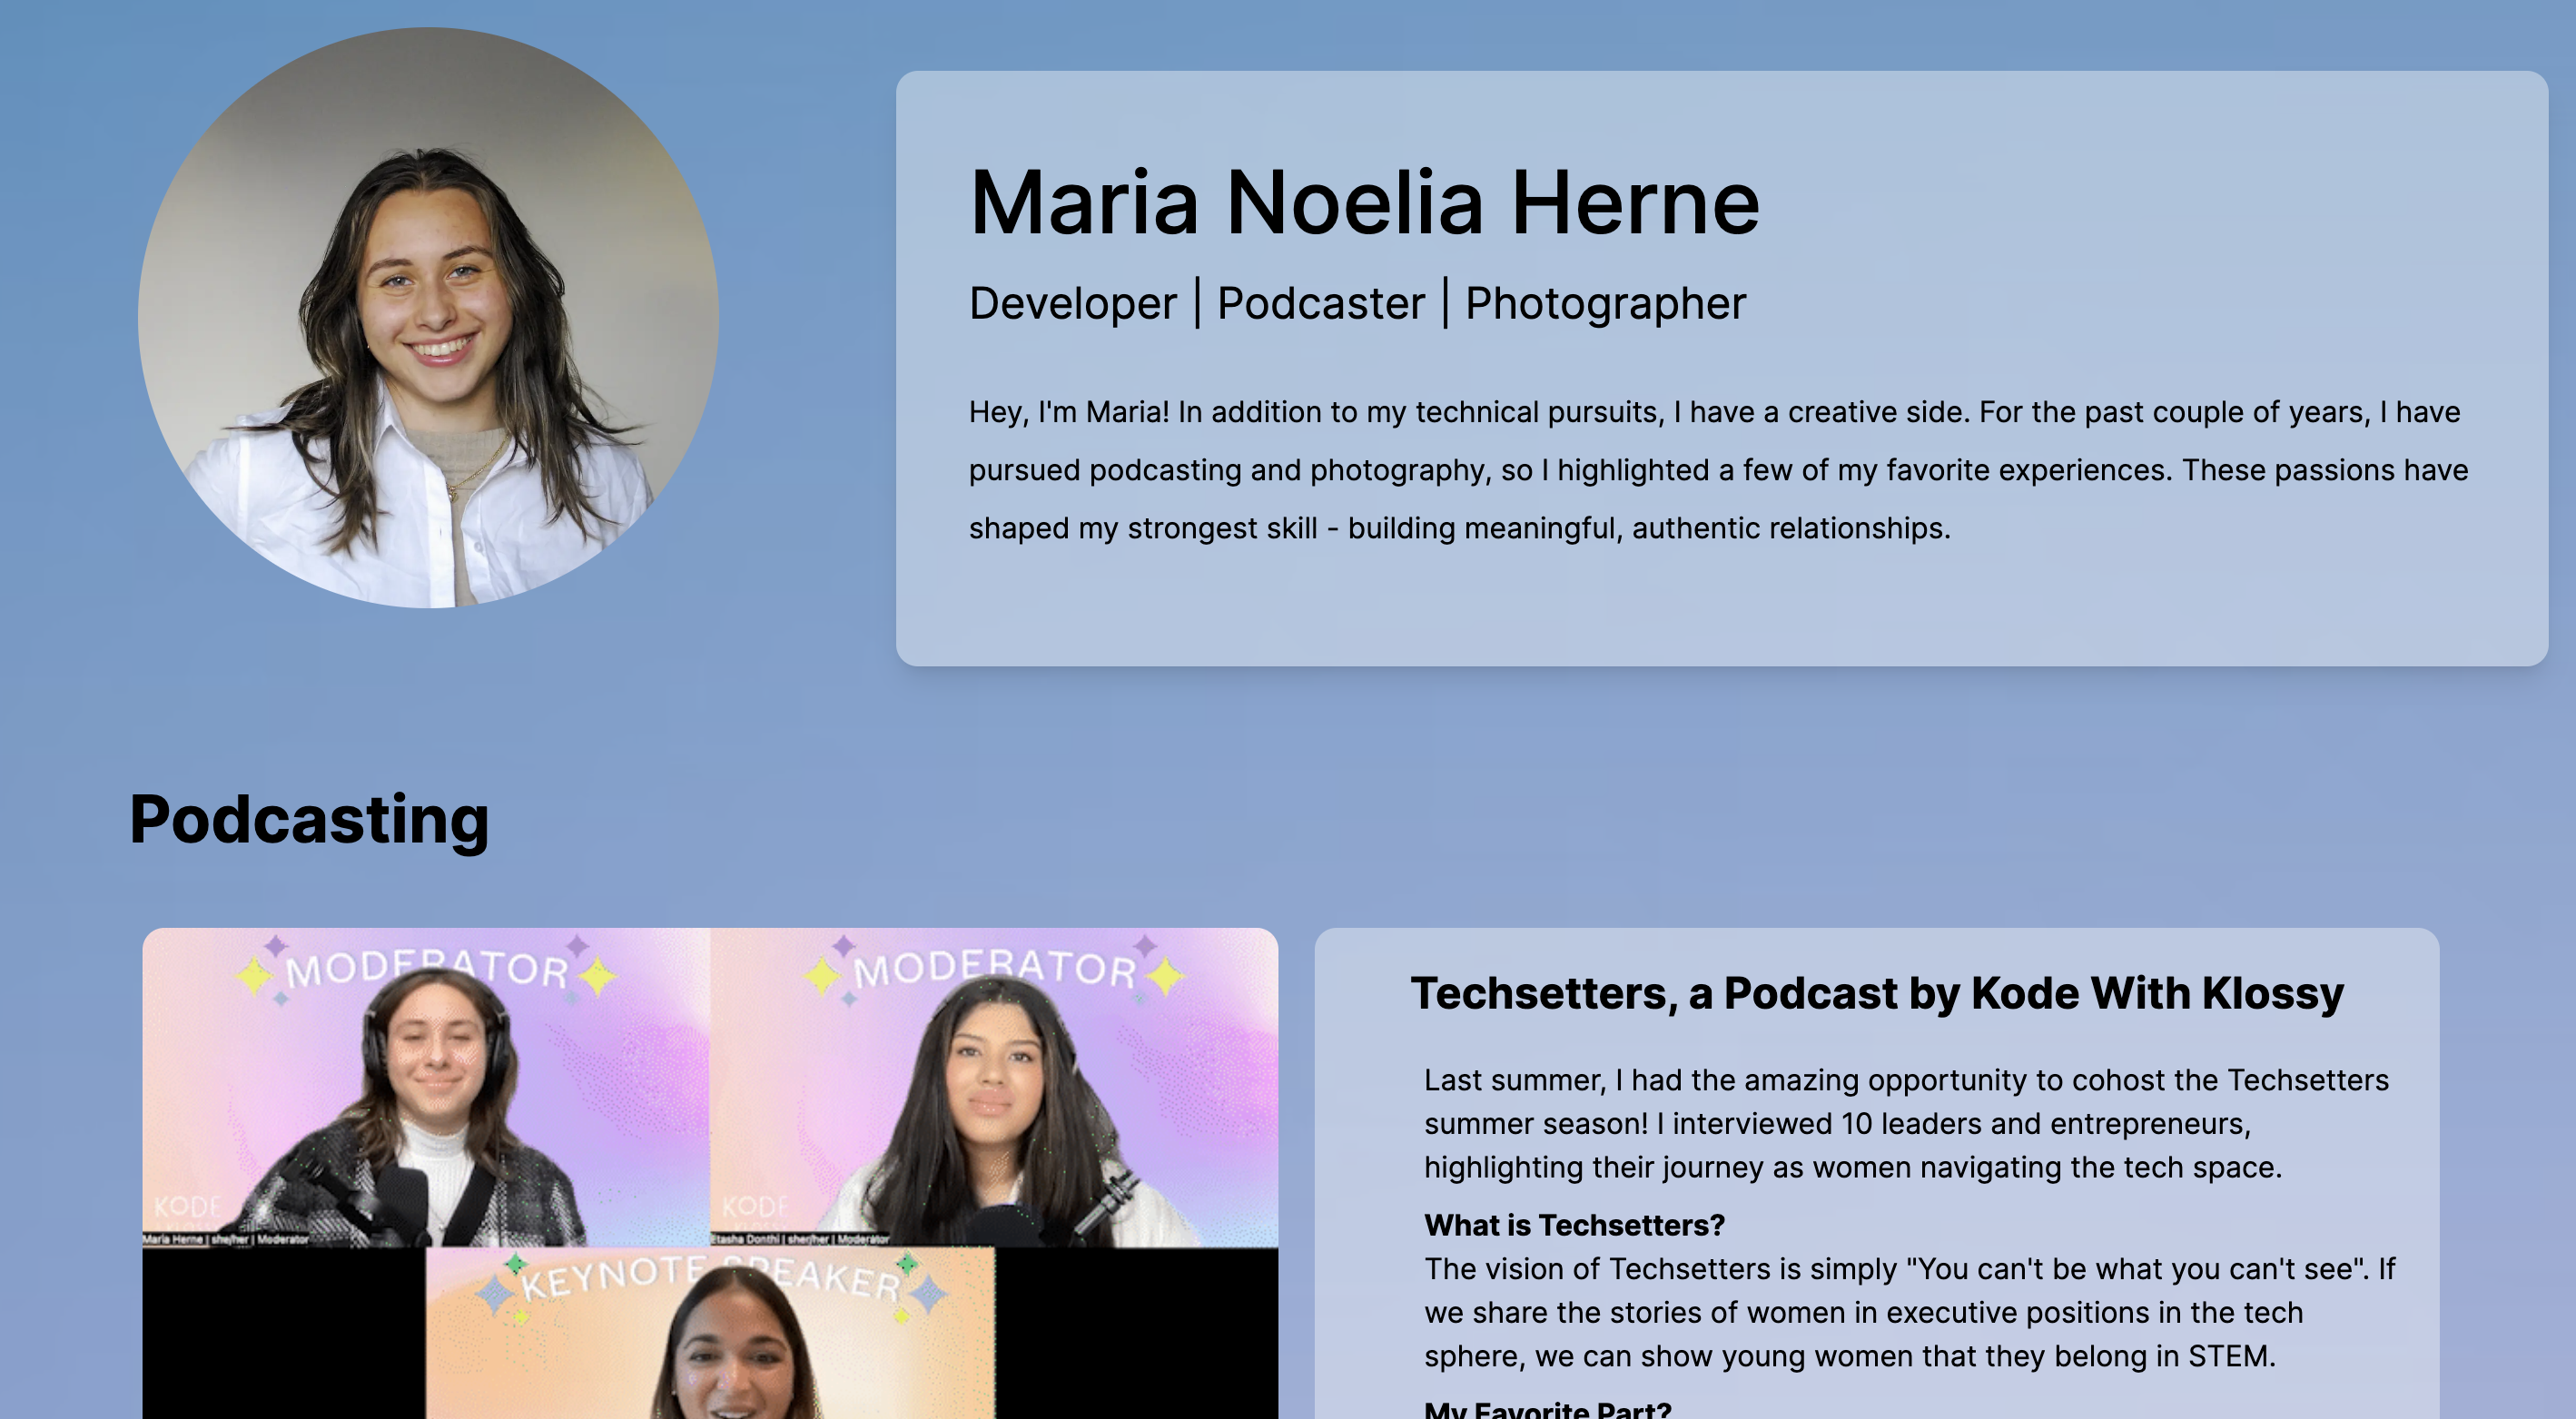 Maria Noelia Herne
Developer | Podcaster | Photographer
Hey, I'm Maria! In addition to my technical pursuits, I have a creative side. For the past couple of years, I have
pursued podcasting and photography, so I highlighted a few of my favorite experiences. These passions have
shaped my strongest skill - building meaningful, authentic relationships.
Podcasting
MODERATOR
KODE
KLOSSY
Maria Herne | she/her | Moderator
MODERATOR
KODE
KLOSSY
Etasha Donthi | sher/her | Moderator
KEYNOTE SPEAKER
Techsetters, a Podcast by Kode With Klossy
Last summer, I had the amazing opportunity to cohost the Techsetters
summer season! I interviewed 10 leaders and entrepreneurs,
highlighting their journey as women navigating the tech space.
What is Techsetters?
The vision of Techsetters is simply "You can't be what you can't see". If
we share the stories of women in executive positions in the tech
sphere, we can show young women that they belong in STEM.
My Favorite Part?